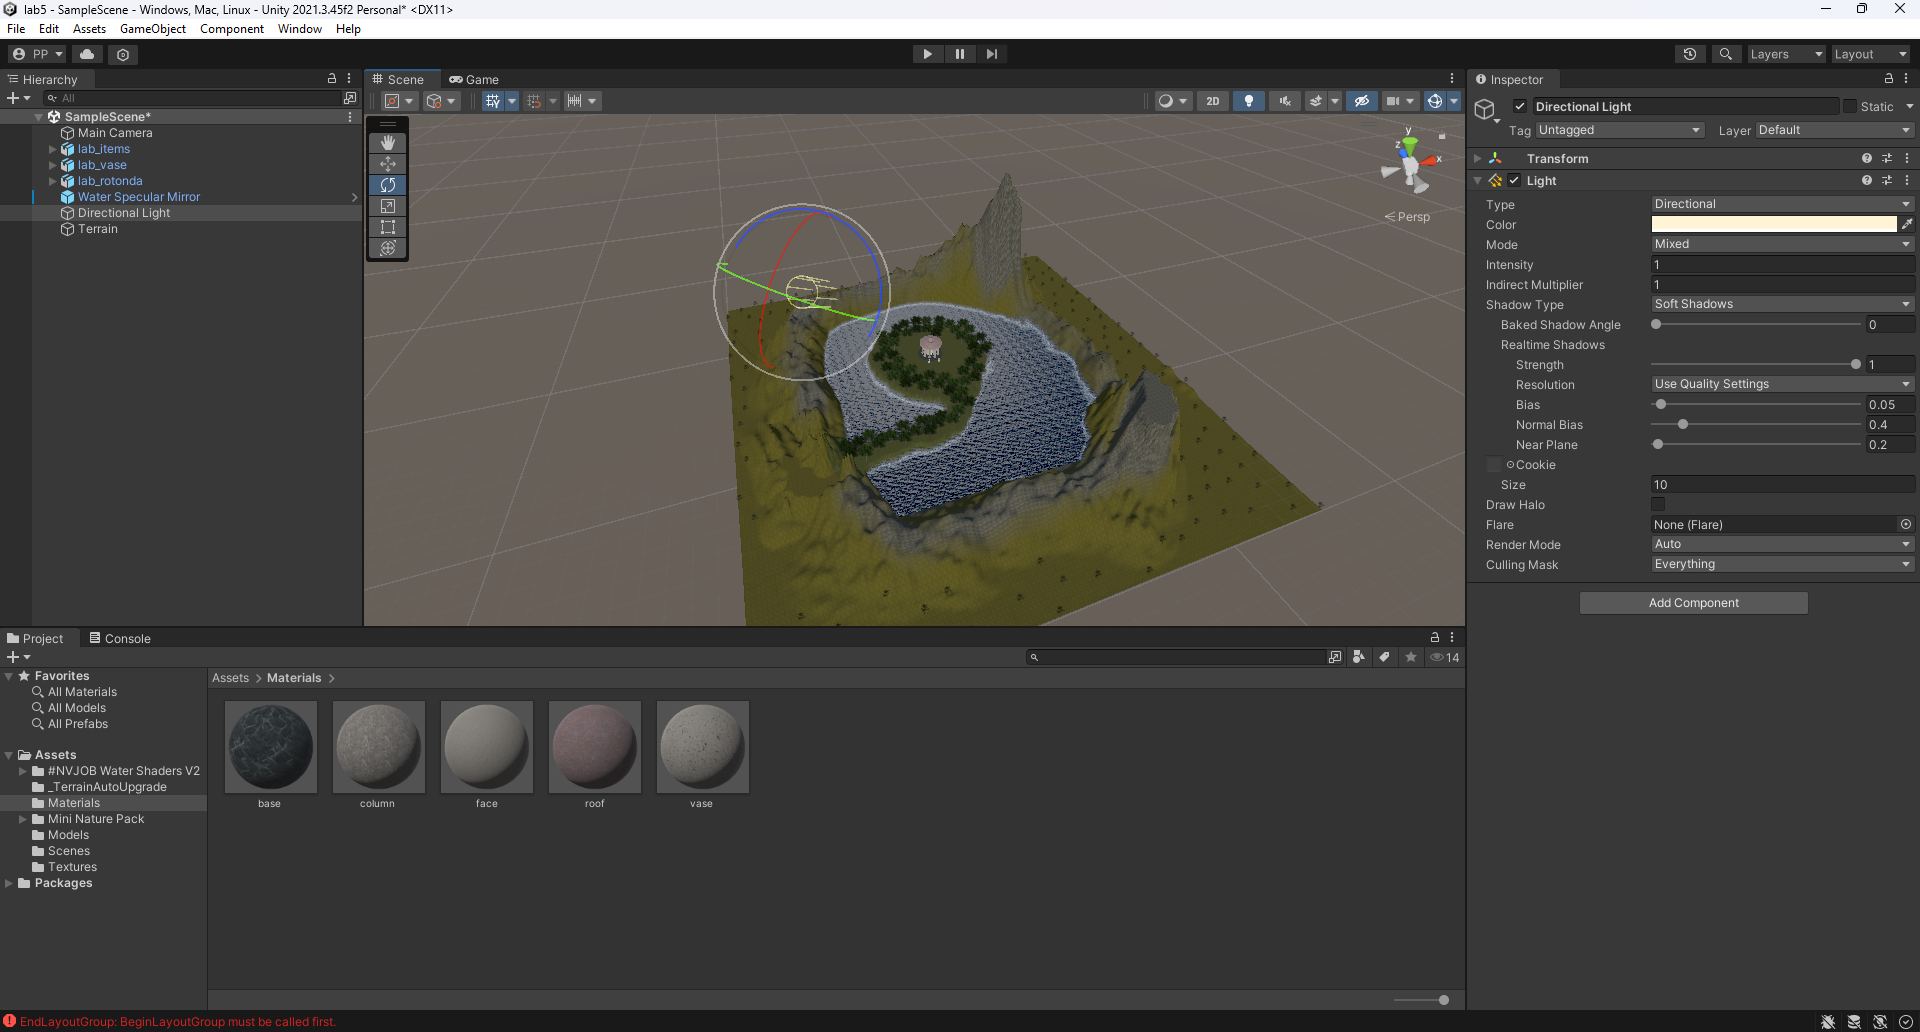 lab5 - SampleScene - Windows, Mac, Linux - Unity 2021.3.45f2 Personal* <DX11>
File Edit Assets GameObject Component Window Help
PP
Layers Layout
Hierarchy
All
SampleScene*
Main Camera
lab_items
lab_vase
lab_rotonda
Water Specular Mirror
Directional Light
Terrain
Scene Game
2D
y
z
x
Persp
Inspector
Directional Light Static
Tag Untagged Layer Default
Transform
Light
Type Directional
Color
Mode Mixed
Intensity 1
Indirect Multiplier 1
Shadow Type Soft Shadows
Baked Shadow Angle 0
Realtime Shadows
Strength 1
Resolution Use Quality Settings
Bias 0.05
Normal Bias 0.4
Near Plane 0.2
Cookie
Size 10
Draw Halo
Flare None (Flare)
Render Mode Auto
Culling Mask Everything
Add Component
Project Console
14
Favorites
All Materials
All Models
All Prefabs
Assets
#NVJOB Water Shaders V2
_TerrainAutoUpgrade
Materials
Mini Nature Pack
Models
Scenes
Textures
Packages
Assets > Materials >
base column face roof vase
EndLayoutGroup: BeginLayoutGroup must be called first.